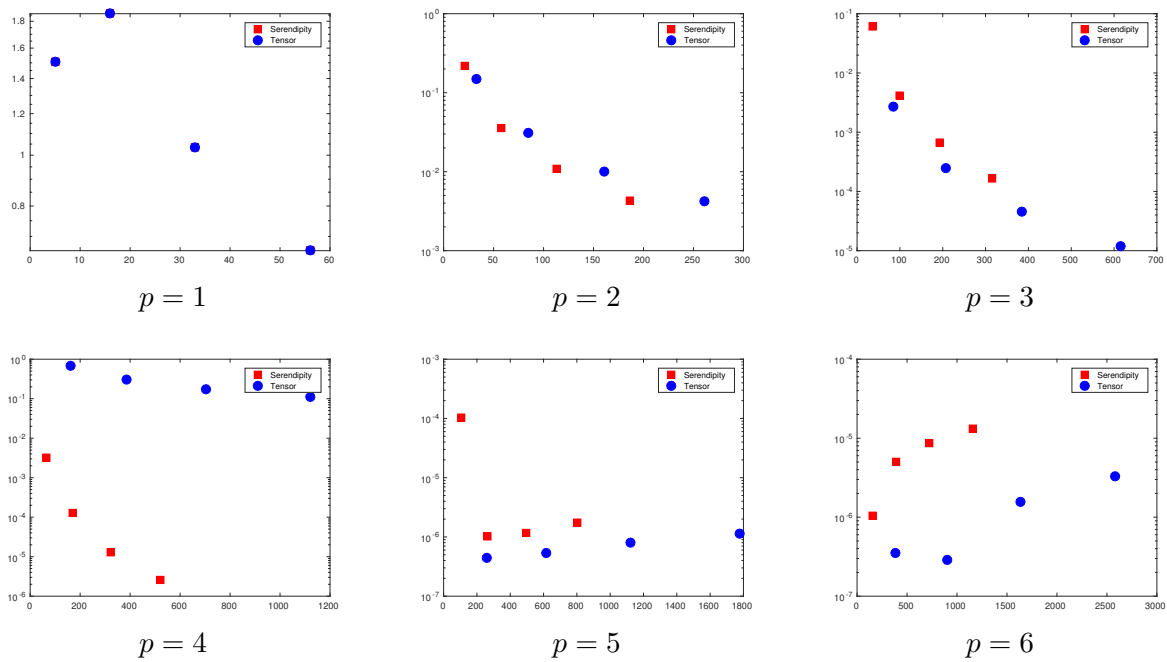 1.8
1.6
1.4
1
0.8
0 10 20 30 40 50 60
Serendipity
Tensor
p = 1
10^0
10^-1
10^-2
10^-3
0 50 100 150 200 250 300
Serendipity
Tensor
p = 2
10^-1
10^-2
10^-3
10^-4
10^-5
0 100 200 300 400 500 600 700
Serendipity
Tensor
p = 3
10^0
10^-1
10^-2
10^-3
10^-4
10^-5
10^-6
0 200 400 600 800 1000 1200
Serendipity
Tensor
p = 4
10^-3
10^-4
10^-5
10^-6
10^-7
0 200 400 600 800 1000 1200 1400 1600 1800
Serendipity
Tensor
p = 5
10^-4
10^-5
10^-6
10^-7
0 500 1000 1500 2000 2500 3000
Serendipity
Tensor
p = 6